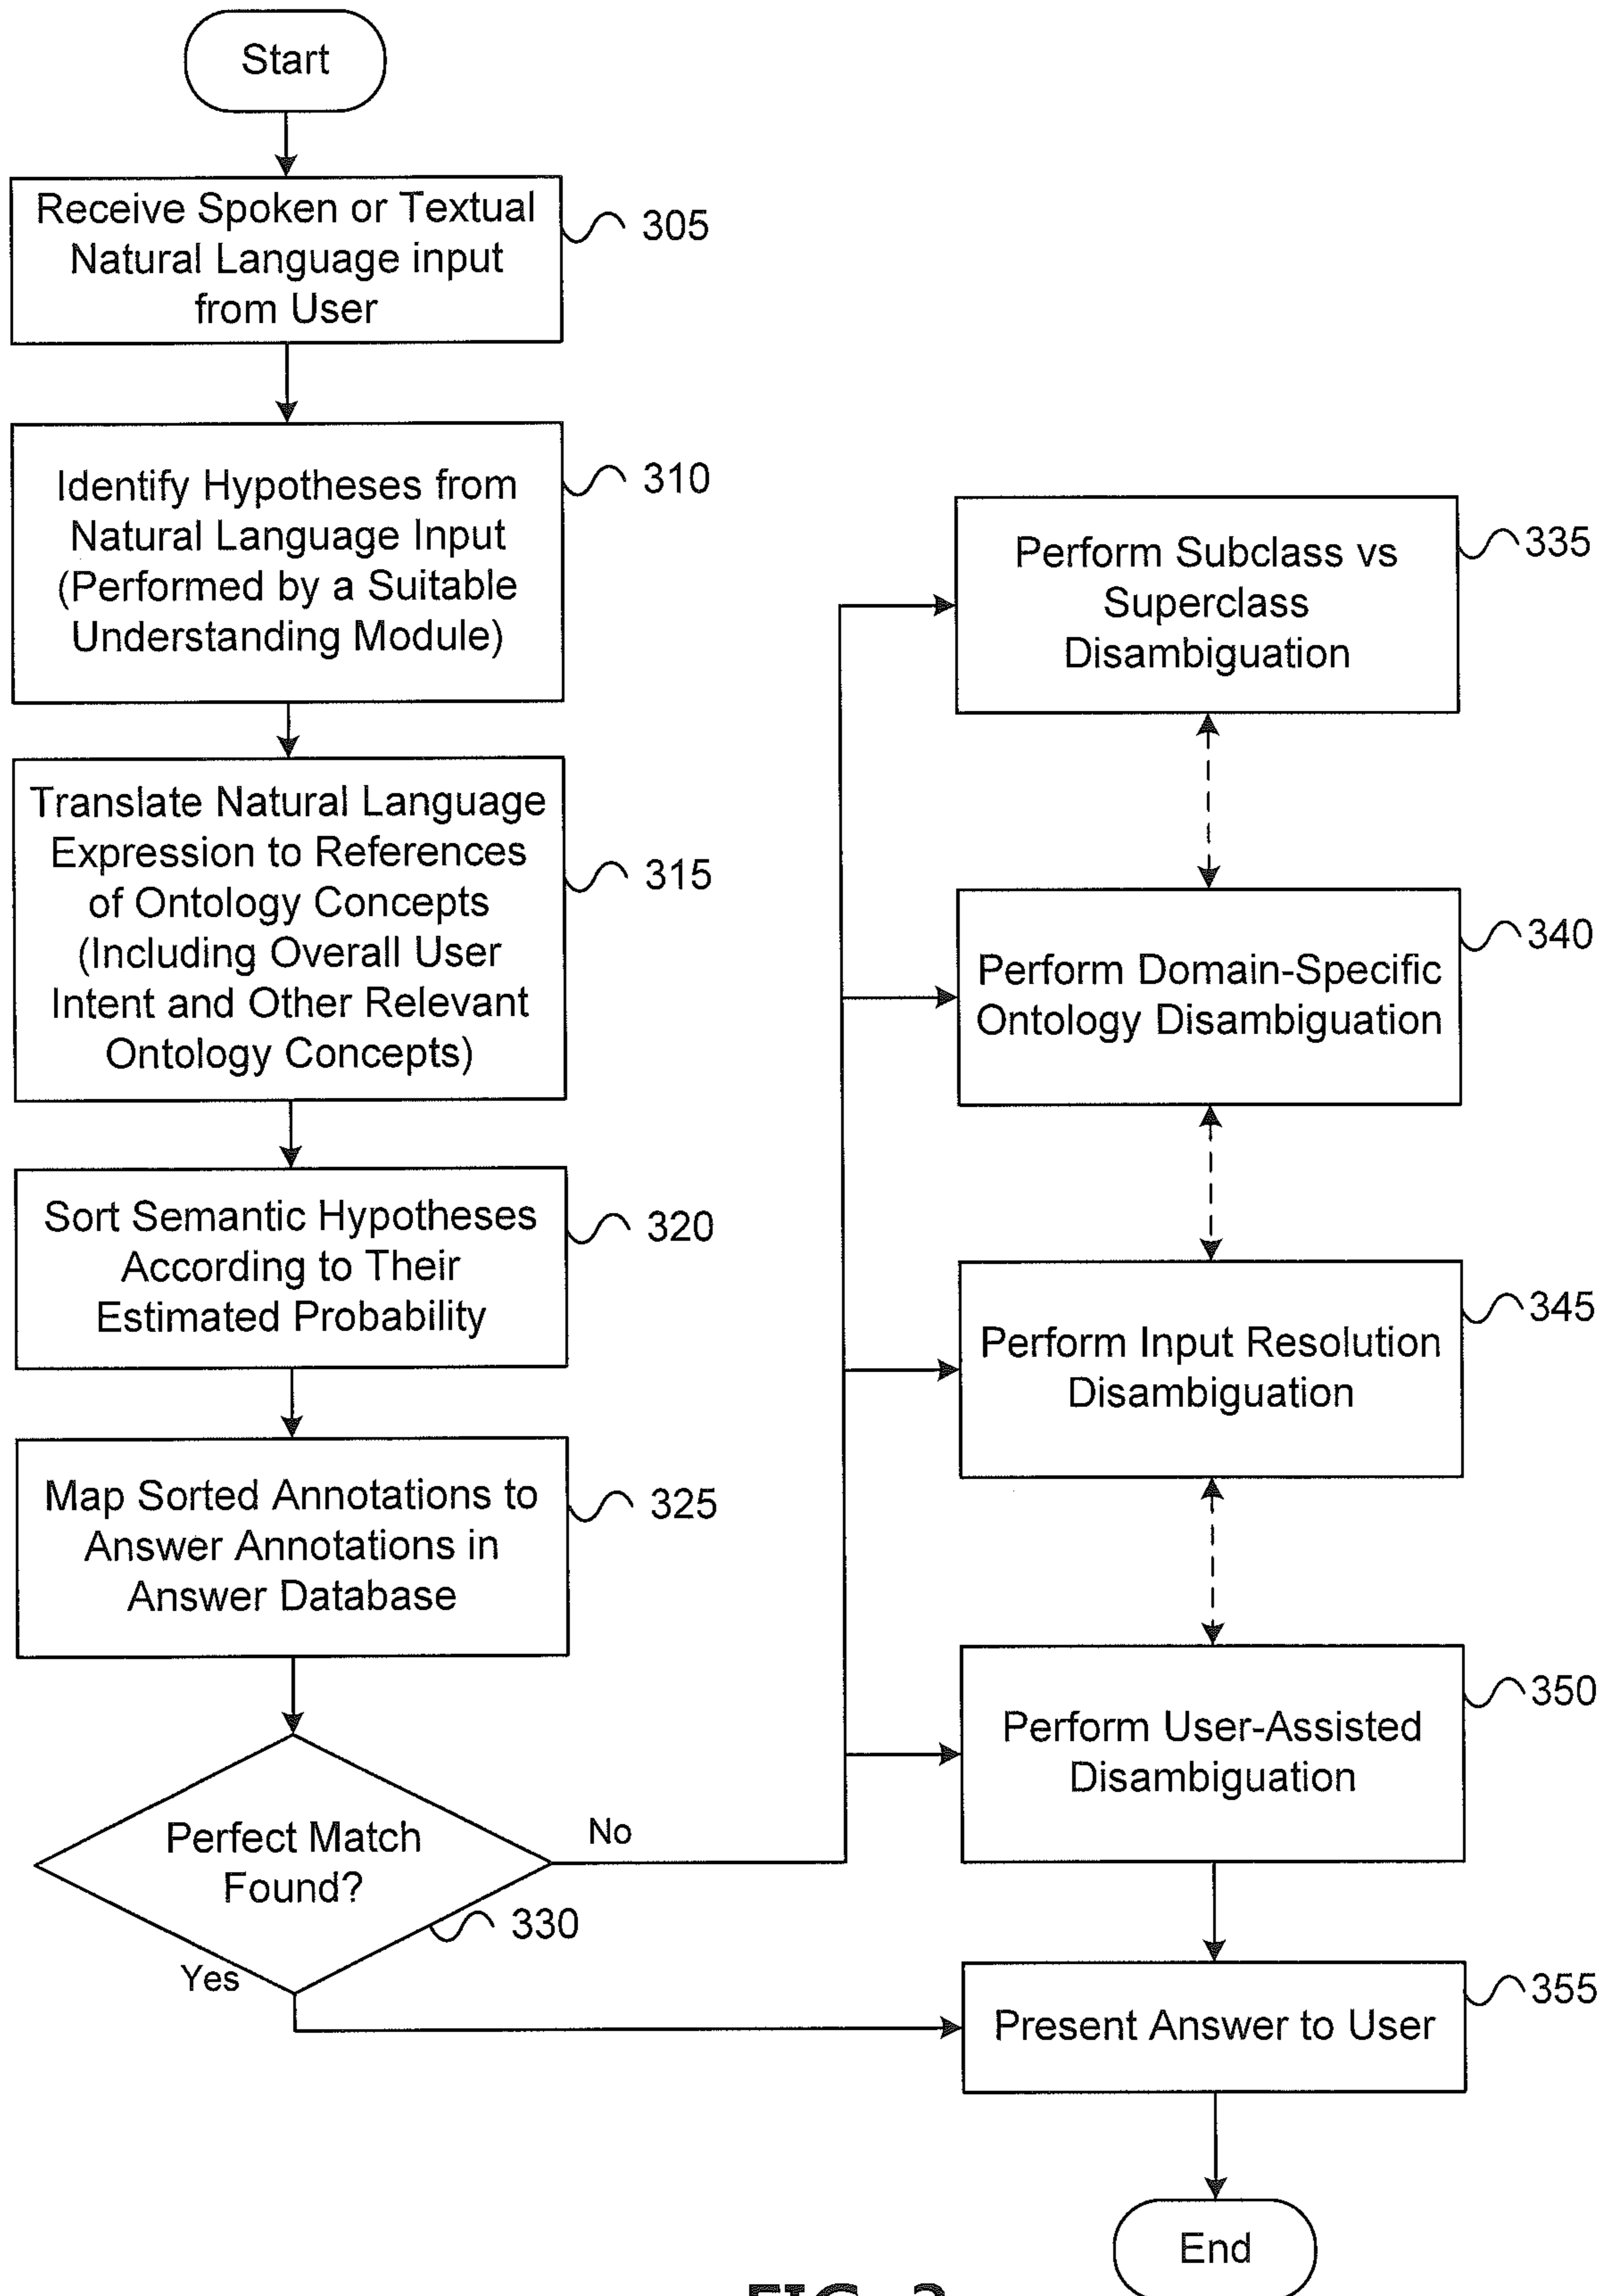 Start
Receive Spoken or Textual
Natural Language input
from User
305
Identify Hypotheses from
Natural Language Input
(Performed by a Suitable
Understanding Module)
310
Translate Natural Language
Expression to References
of Ontology Concepts
(Including Overall User
Intent and Other Relevant
Ontology Concepts)
315
Sort Semantic Hypotheses
According to Their
Estimated Probability
320
Map Sorted Annotations to
Answer Annotations in
Answer Database
325
Perfect Match
Found?
330
No
Yes
Perform Subclass vs
Superclass
Disambiguation
335
Perform Domain-Specific
Ontology Disambiguation
340
Perform Input Resolution
Disambiguation
345
Perform User-Assisted
Disambiguation
350
Present Answer to User
355
End